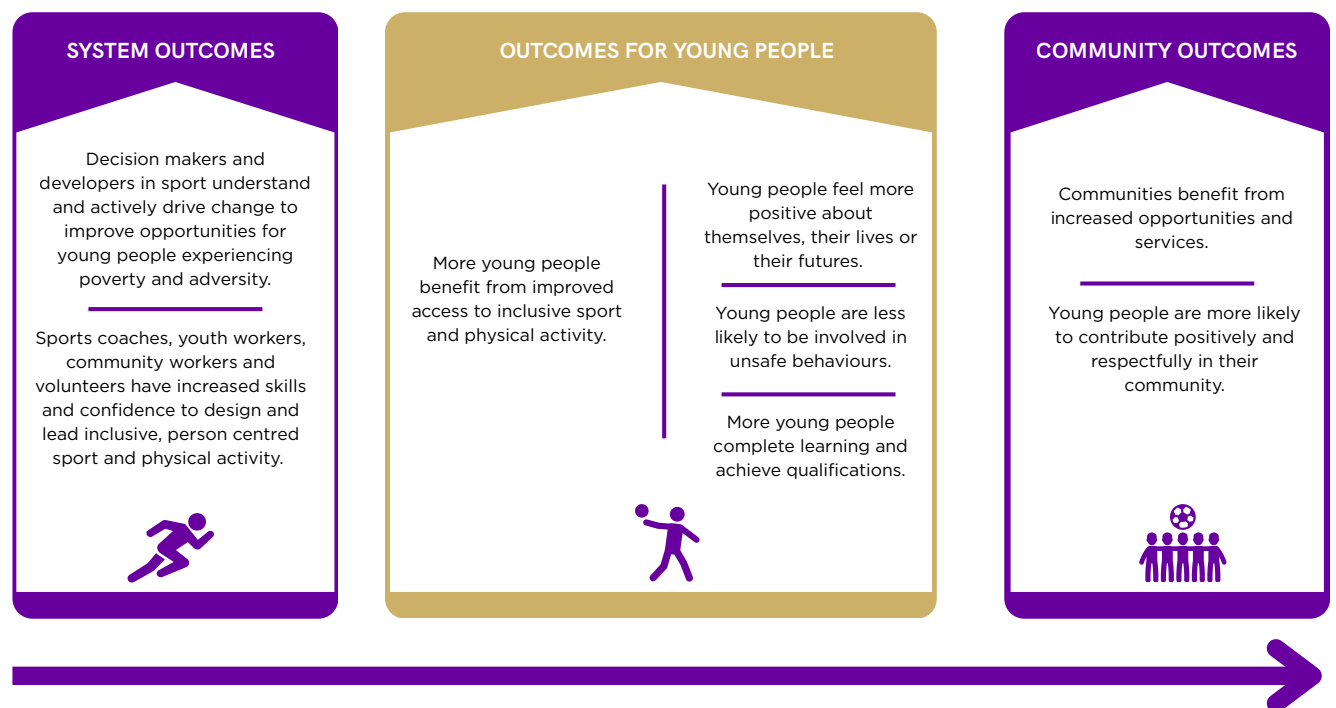 SYSTEM OUTCOMES
Decision makers and
developers in sport understand
and actively drive change to
improve opportunities for
young people experiencing
poverty and adversity.
Sports coaches, youth workers,
community workers and
volunteers have increased skills
and confidence to design and
lead inclusive, person centred
sport and physical activity.
OUTCOMES FOR YOUNG PEOPLE
More young people
benefit from improved
access to inclusive sport
and physical activity.
Young people feel more
positive about
themselves, their lives or
their futures.
Young people are less
likely to be involved in
unsafe behaviours.
More young people
complete learning and
achieve qualifications.
COMMUNITY OUTCOMES
Communities benefit from
increased opportunities and
services.
Young people are more likely
to contribute positively and
respectfully in their
community.